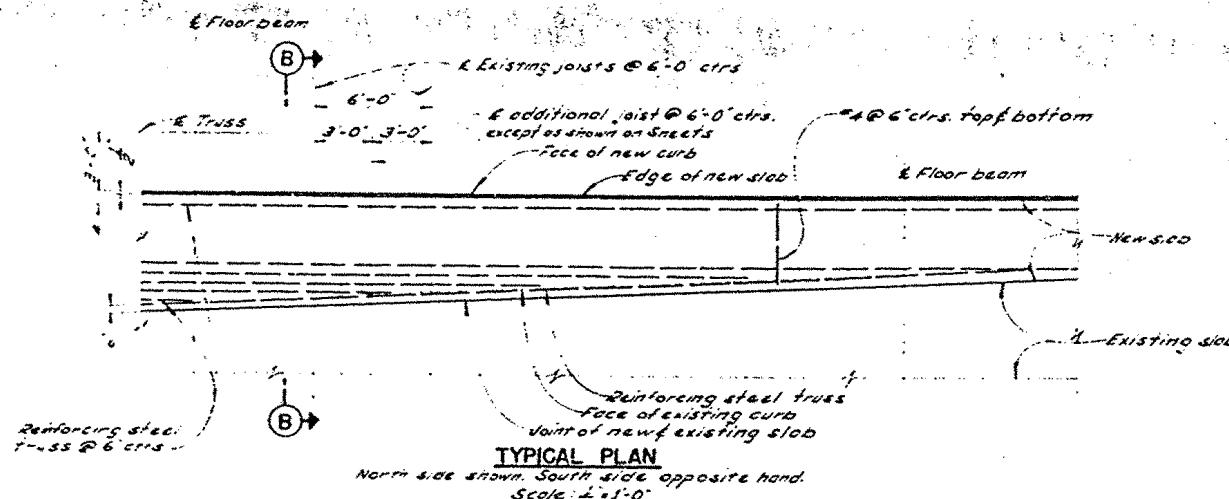 ℄ Floor beam
B
℄ Existing joists @ 6'-0" ctrs
6'-0"
℄ Truss
3'-0" 3'-0"
℄ additional joist @ 6'-0" ctrs.
except as shown on Sheets
#4 @ 6" ctrs. top & bottom
Face of new curb
Edge of new slab
℄ Floor beam
New slab
Existing slab
Reinforcing steel truss
Face of existing curb
Joint of new & existing slab
B
Reinforcing steel
truss @ 6" ctrs
TYPICAL PLAN
North side shown. South side opposite hand.
Scale: 1'-0"